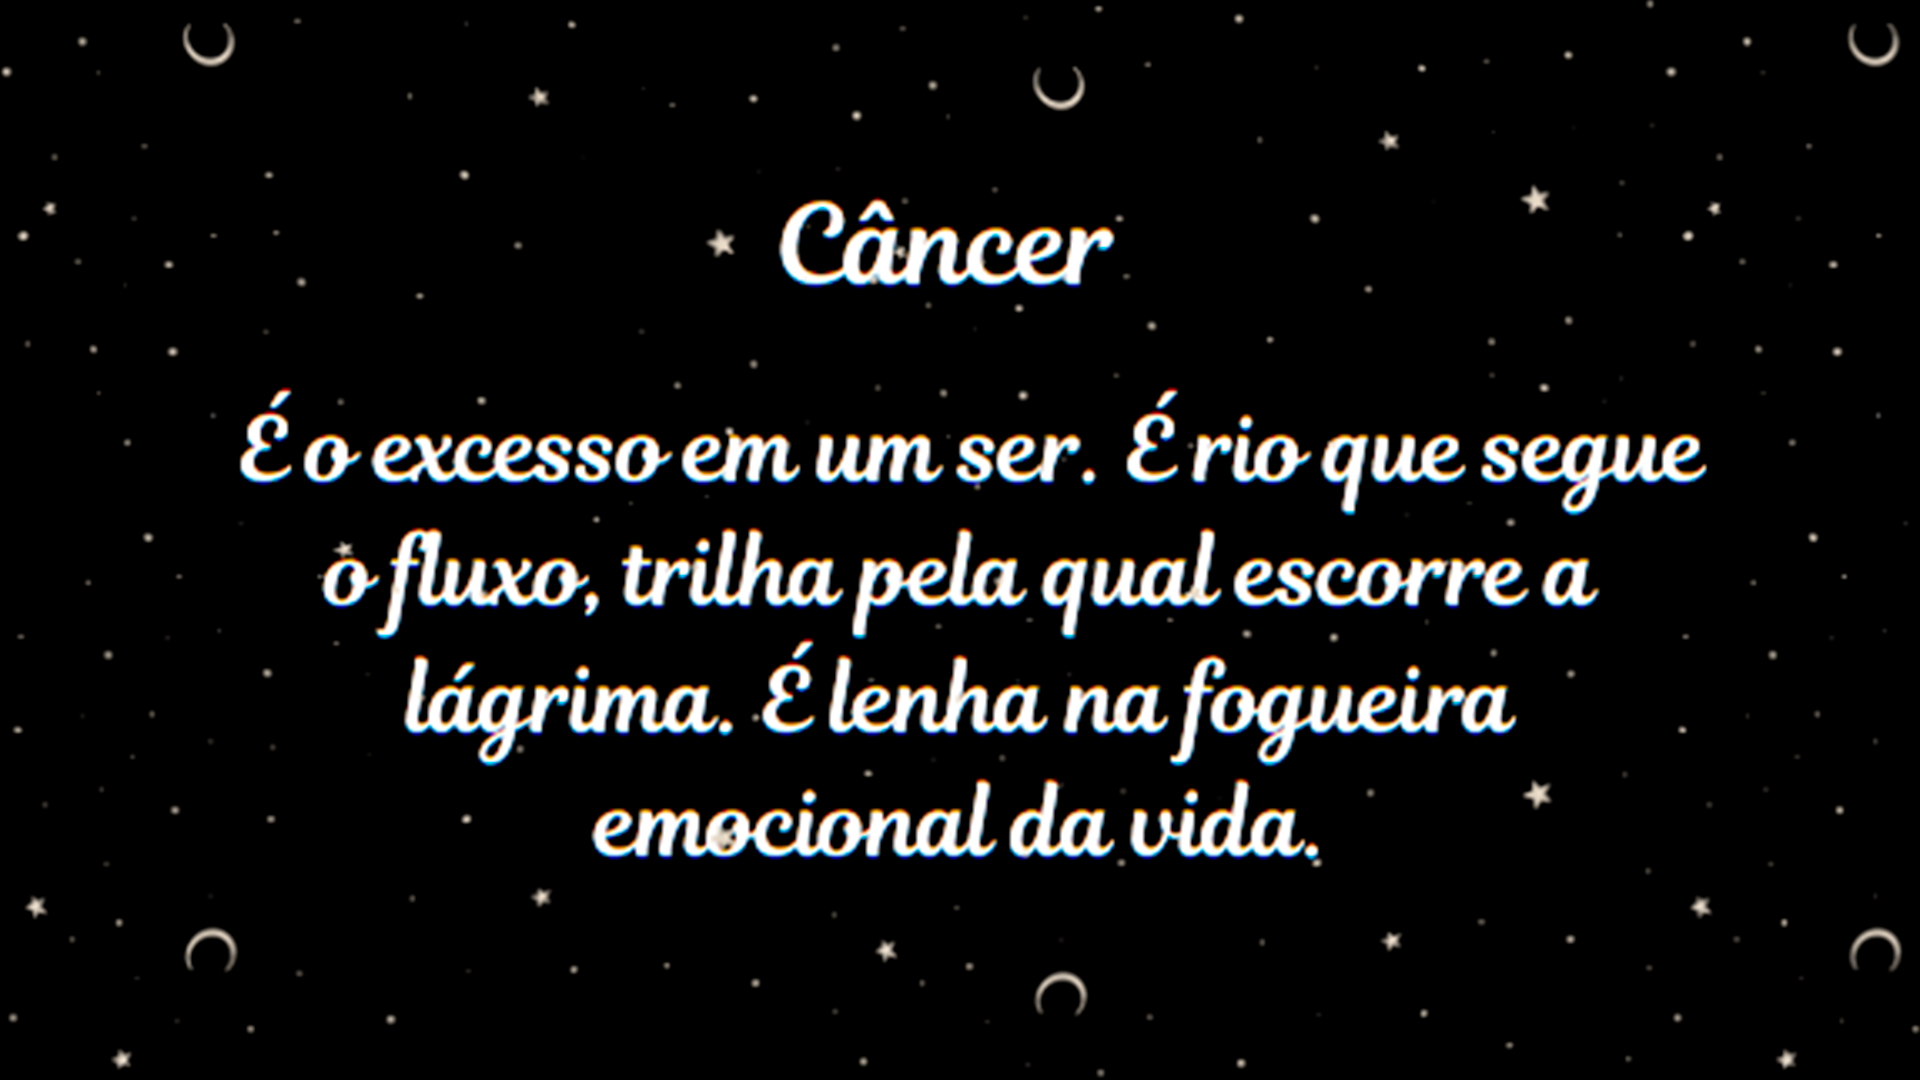 Câncer
É o excesso em um ser. É rio que segue
o fluxo, trilha pela qual escorre a
lágrima. É lenha na fogueira
emocional da vida.